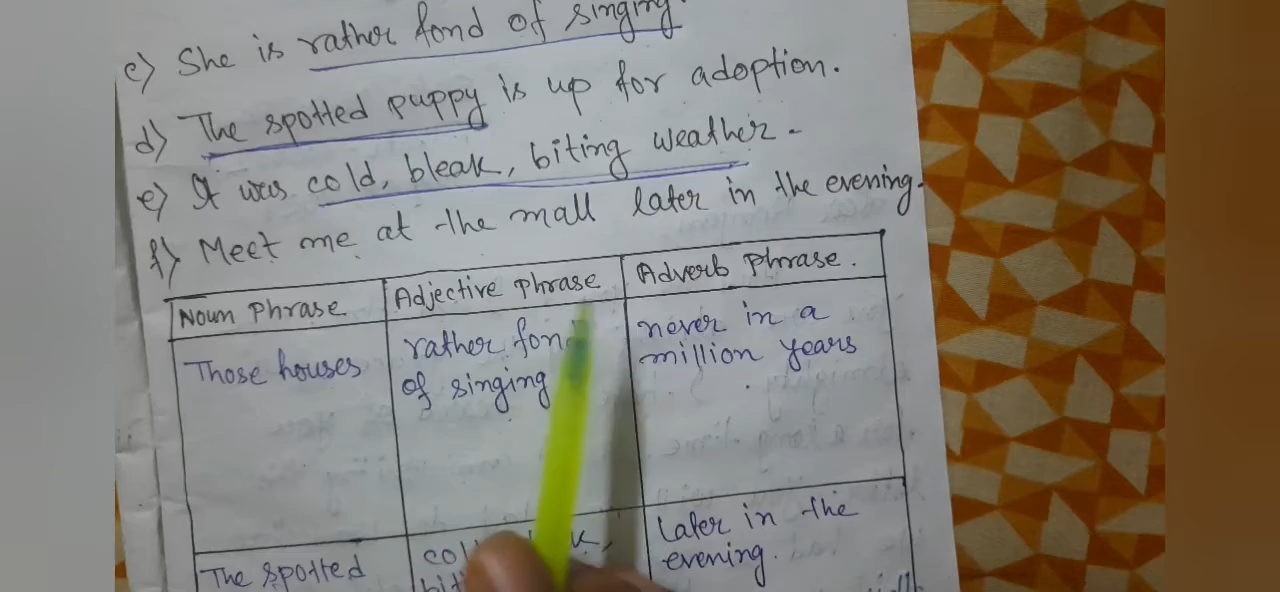 c) She is rather fond of singing.
d) The spotted puppy is up for adoption.
e) It was cold, bleak, biting weather.
f) Meet me at the mall later in the evening.
Noun Phrase Adjective Phrase Adverb Phrase.
Those houses
rather fond
of singing
never in a
million years
The spotted
later in the
evening.